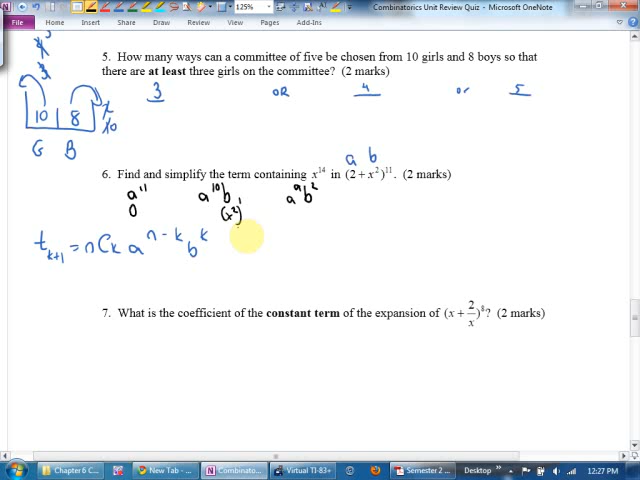 Combinatorics Unit Review Quiz - Microsoft OneNote
125%
File Home Insert Share Draw Review View Add-Ins
5. How many ways can a committee of five be chosen from 10 girls and 8 boys so that
there are at least three girls on the committee? (2 marks)
3 OR 4 or 5
10 8
10
G B
a b
6. Find and simplify the term containing x¹⁴ in (2 + x²)¹¹. (2 marks)
a¹¹ a¹⁰b a⁹b²
0 (x²)¹
t_{k+1} = nCk a^{n-k} b^k
7. What is the coefficient of the constant term of the expansion of (x + 2/x)⁸? (2 marks)
Chapter 6 C... New Tab - ... Combinato... Virtual TI-83+ Semester 2 ... Desktop 12:27 PM